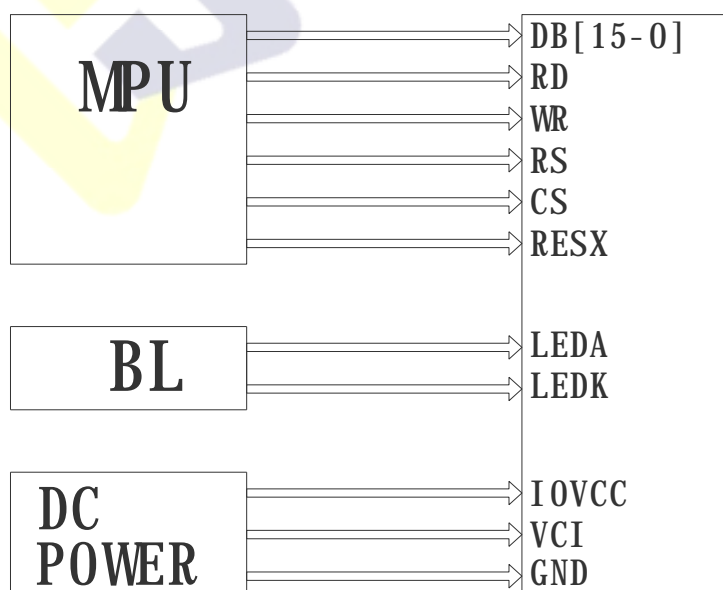 MPU
DB[15-0]
RD
WR
RS
CS
RESX
BL
LEDA
LEDK
DC
POWER
IOVCC
VCI
GND